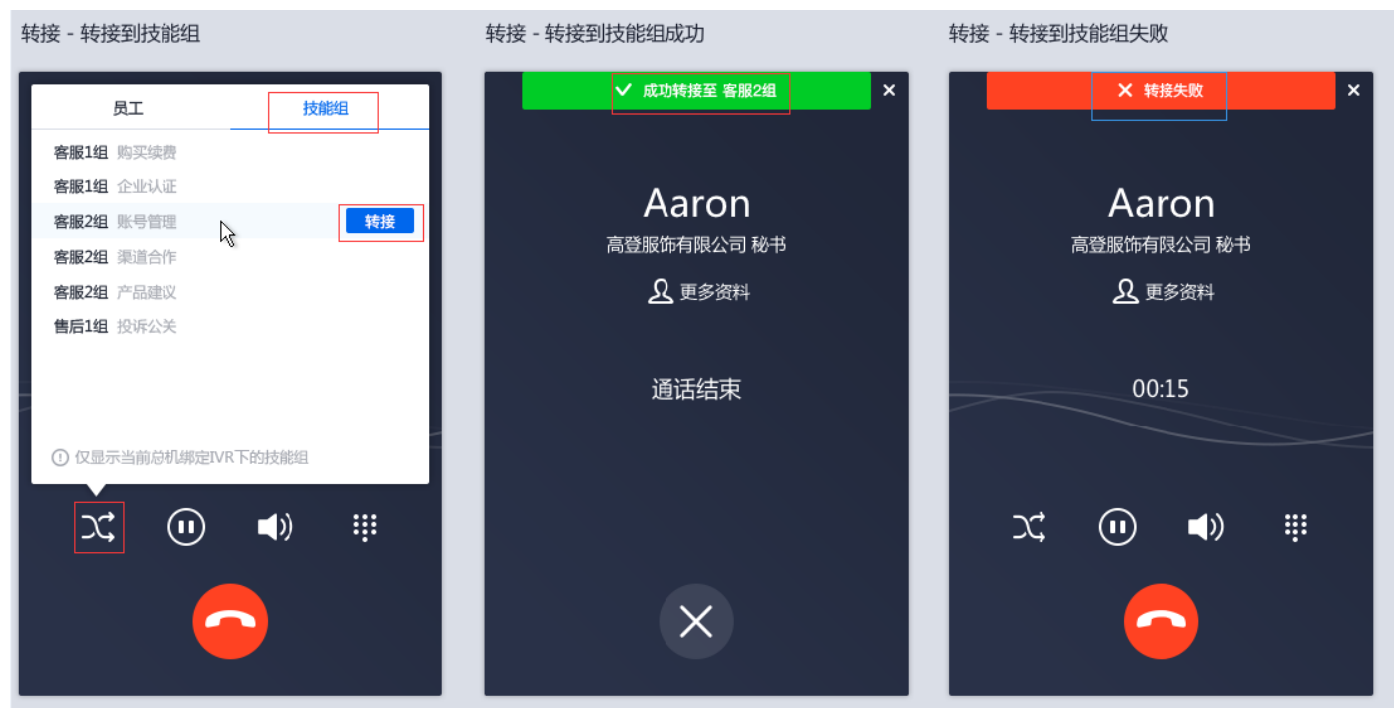 转接 - 转接到技能组
员工 技能组
客服1组 购买续费
客服1组 企业认证
客服2组 账号管理 转接
客服2组 渠道合作
客服2组 产品建议
售后1组 投诉公关
仅显示当前总机绑定IVR下的技能组
转接 - 转接到技能组成功
成功转接至 客服2组
Aaron
高登服饰有限公司 秘书
更多资料
通话结束
转接 - 转接到技能组失败
转接失败
Aaron
高登服饰有限公司 秘书
更多资料
00:15